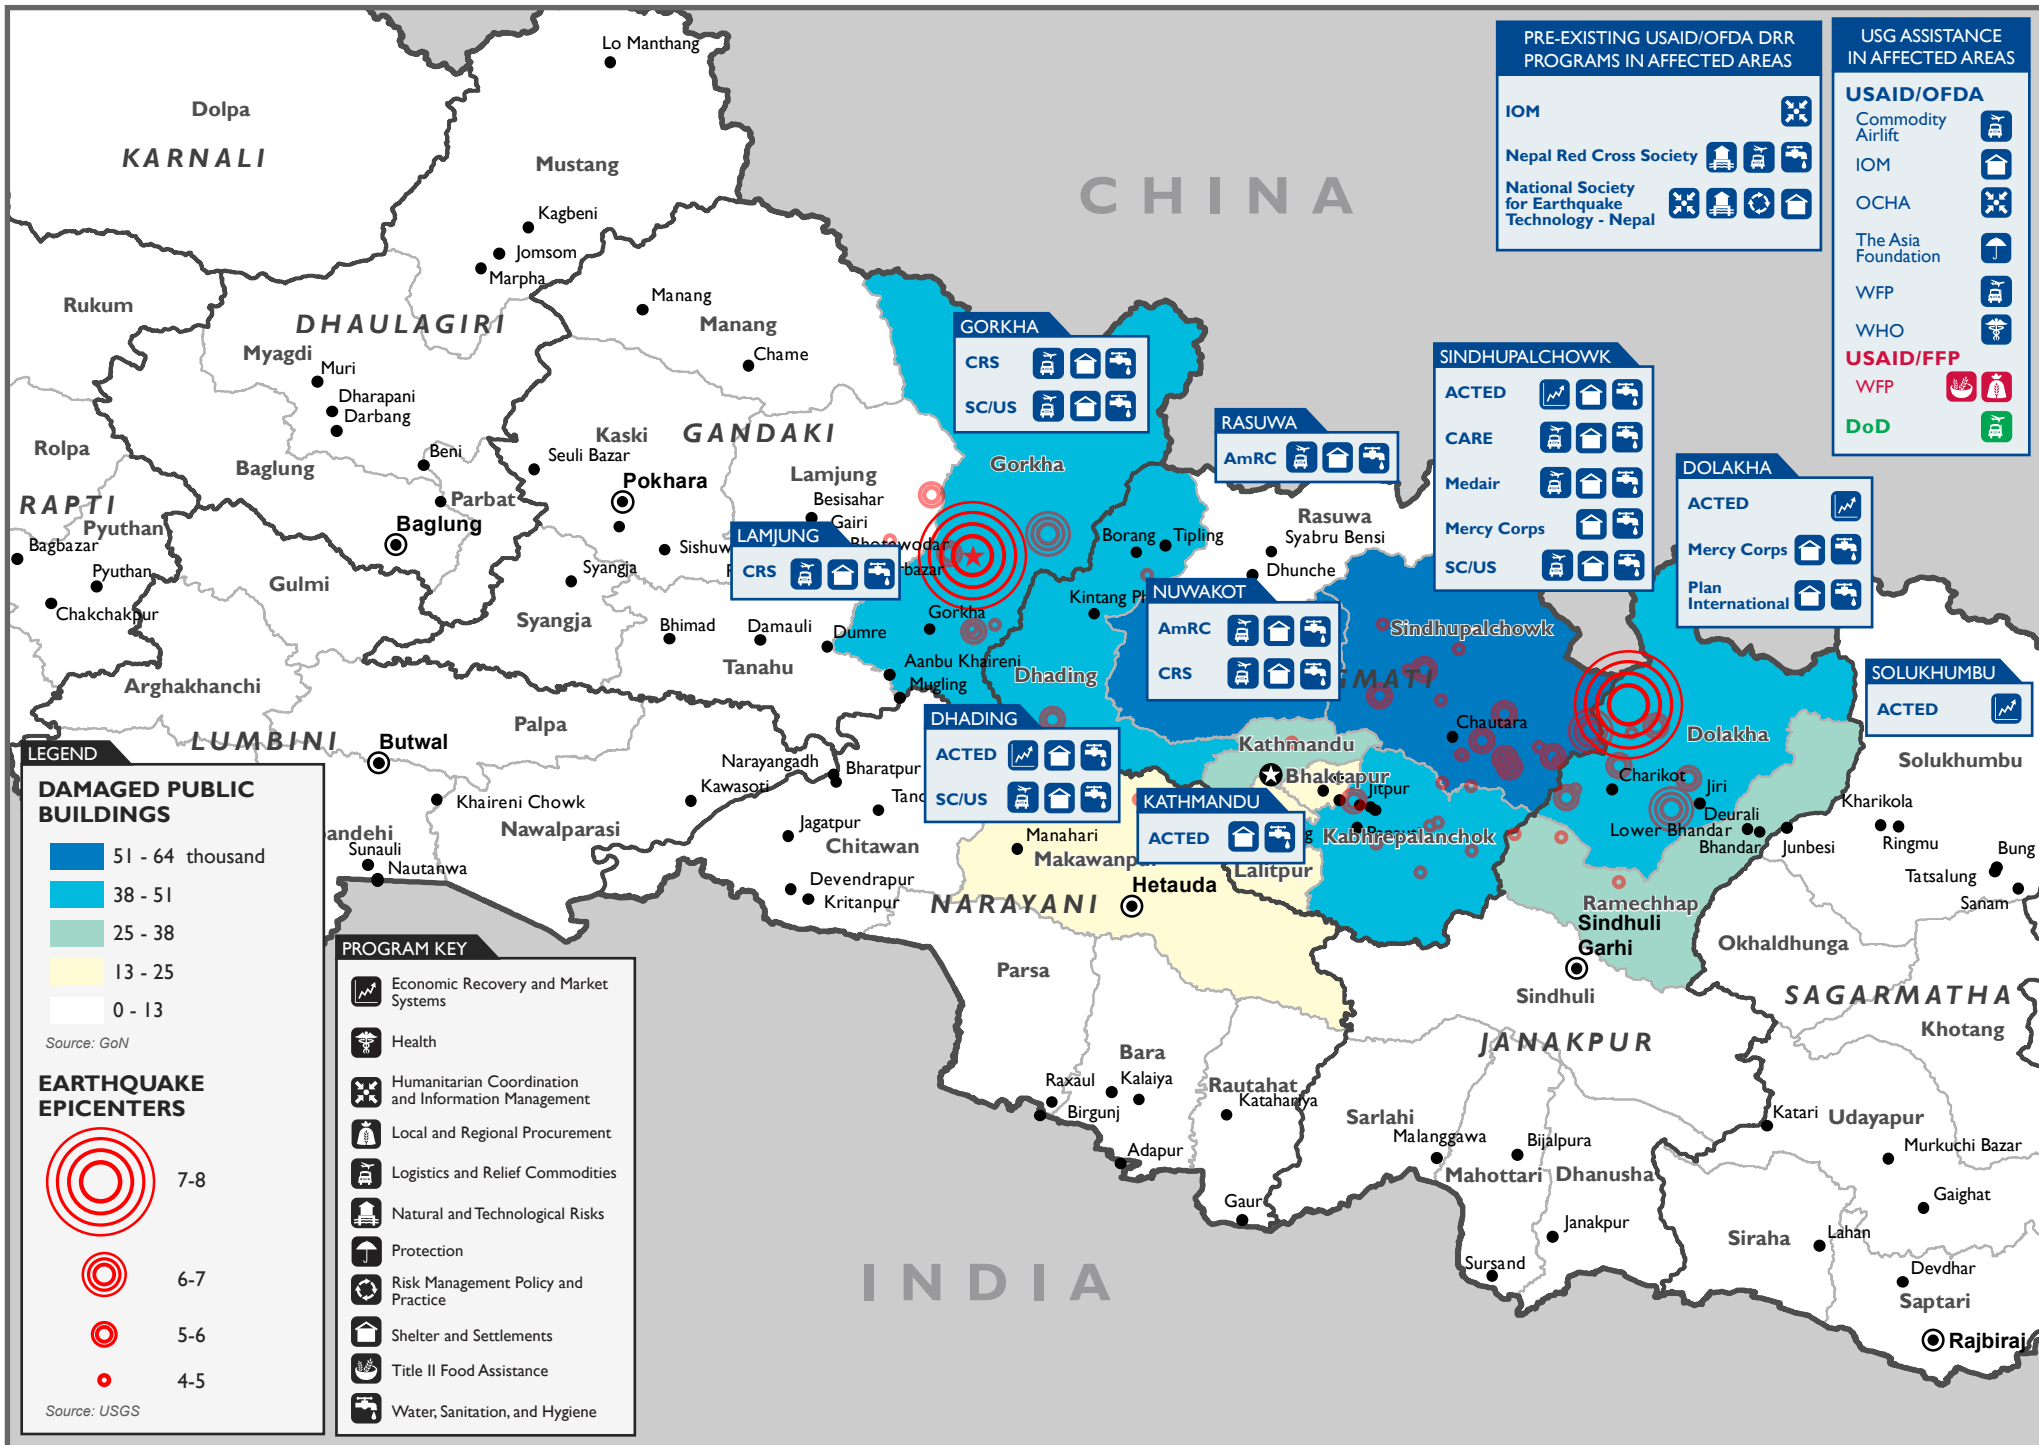 PRE-EXISTING USAID/OFDA DRR
PROGRAMS IN AFFECTED AREAS
IOM
Nepal Red Cross Society
National Society
for Earthquake
Technology - Nepal
USG ASSISTANCE
IN AFFECTED AREAS
USAID/OFDA
Commodity
Airlift
IOM
OCHA
The Asia
Foundation
WFP
WHO
USAID/FFP
WFP
DoD
CHINA
INDIA
Lo Manthang
Dolpa
KARNALI
Mustang
Kagbeni
Jomsom
Marpha
Rukum
DHAULAGIRI
Myagdi
Muri
Dharapani
Darbang
Manang
Manang
Chame
Rolpa
Baglung
Beni
Parbat
Baglung
Kaski
Seuli Bazar
Pokhara
GANDAKI
Lamjung
Besisahar
Gairi
RAPTI
Pyuthan
Bagbazar
Pyuthan
Chakchakpur
Gulmi
Syangja
Syangja
Bhimad
Damauli
Dumre
Tanahu
Arghakhanchi
Palpa
LUMBINI
Butwal
Khaireni Chowk
Nawalparasi
Sunauli
Nautanwa
Kawasoti
Narayangadh
Bharatpur
Jagatpur
Chitawan
Devendrapur
Kritanpur
GORKHA
CRS
SC/US
Gorkha
Gorkha
Aanbu Khaireni
Mugling
LAMJUNG
CRS
RASUWA
AmRC
Rasuwa
Syabru Bensi
Dhunche
Borang
Tipling
Dhading
NUWAKOT
AmRC
CRS
DHADING
ACTED
SC/US
SINDHUPALCHOWK
ACTED
CARE
Medair
Mercy Corps
SC/US
Sindhupalchowk
Chautara
DOLAKHA
ACTED
Mercy Corps
Plan
International
Dolakha
Charikot
Jiri
Deurali
Lower Bhandar
Bhandar
Junbesi
SOLUKHUMBU
ACTED
Solukhumbu
Kharikola
Ringmu
Bung
Tatsalung
Sanam
Kathmandu
Bhaktapur
Jitpur
KATHMANDU
ACTED
Kabhrepalanchok
Lalitpur
Manahari
Makawanpur
Hetauda
NARAYANI
Ramechhap
Sindhuli
Garhi
Sindhuli
Okhaldhunga
SAGARMATHA
Khotang
JANAKPUR
Parsa
Bara
Raxaul
Kalaiya
Birgunj
Rautahat
Katahariya
Adapur
Gaur
Sarlahi
Malanggawa
Bijalpura
Mahottari
Dhanusha
Janakpur
Sursand
Katari
Udayapur
Murkuchi Bazar
Gaighat
Siraha
Lahan
Devdhar
Saptari
Rajbiraj
LEGEND
DAMAGED PUBLIC
BUILDINGS
51 - 64 thousand
38 - 51
25 - 38
13 - 25
0 - 13
Source: GoN
EARTHQUAKE
EPICENTERS
7-8
6-7
5-6
4-5
Source: USGS
PROGRAM KEY
Economic Recovery and Market
Systems
Health
Humanitarian Coordination
and Information Management
Local and Regional Procurement
Logistics and Relief Commodities
Natural and Technological Risks
Protection
Risk Management Policy and
Practice
Shelter and Settlements
Title II Food Assistance
Water, Sanitation, and Hygiene